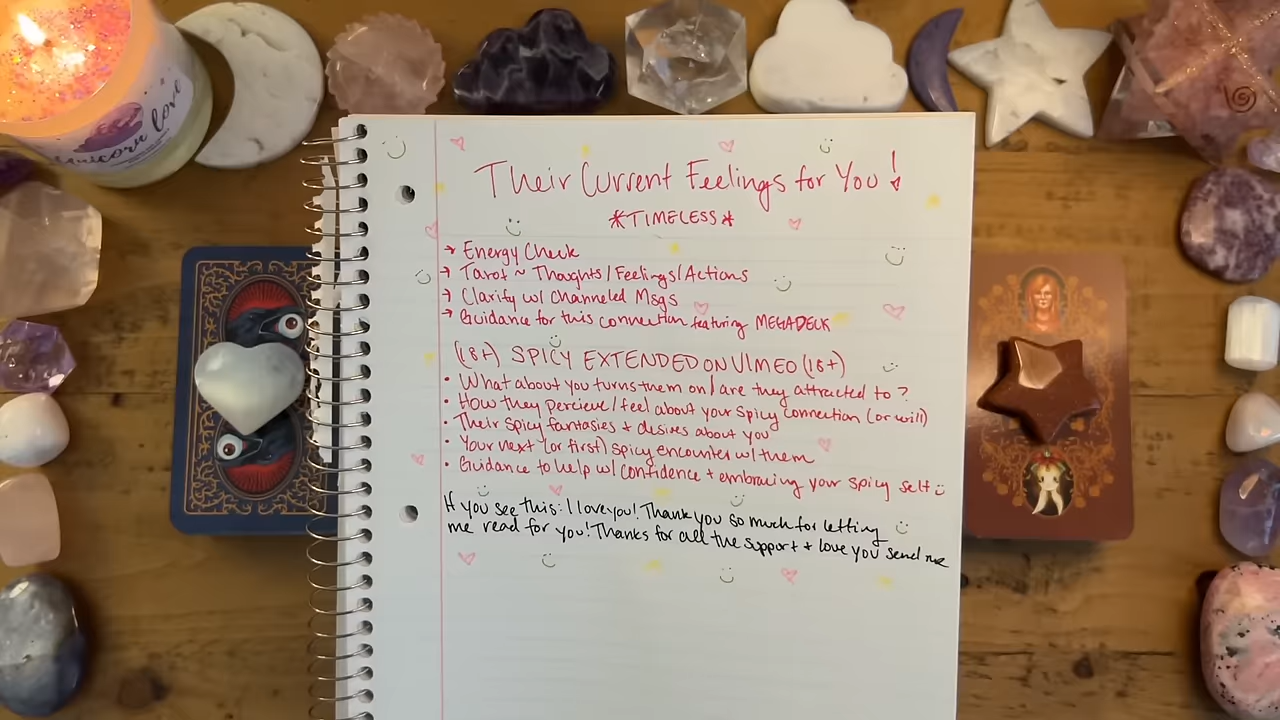 unicorn love
Their Current Feelings for You!
*TIMELESS*
→ Energy Check
→ Tarot ~ Thoughts/Feelings/Actions
→ Clarity w/ Channeled Msgs
→ Guidance for this connection featuring MEGADECK
(18+) SPICY EXTENDED ON VIMEO (18+)
• What about you turns them on/are they attracted to?
• How they percieve/feel about your spicy connection (or will)
• Their spicy fantasies + desires about you
• Your next (or first) spicy encounter w/ them
• Guidance to help w/ confidence + embracing your spicy self
If you see this: I love you! Thank you so much for letting
me read for you! Thanks for all the support + love you send me